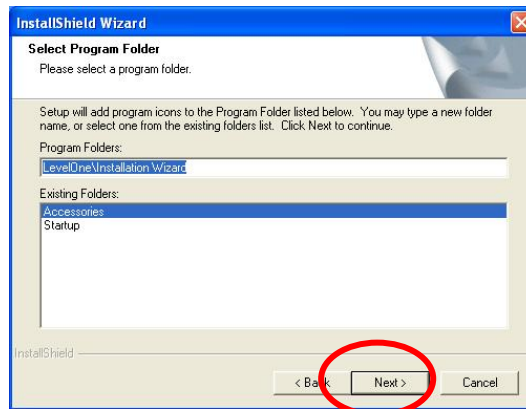 InstallShield Wizard
Select Program Folder
Please select a program folder.
Setup will add program icons to the Program Folder listed below. You may type a new folder
name, or select one from the existing folders list. Click Next to continue.
Program Folders:
LevelOne\Installation Wizard
Existing Folders:
Accessories
Startup
InstallShield
< Back Next > Cancel